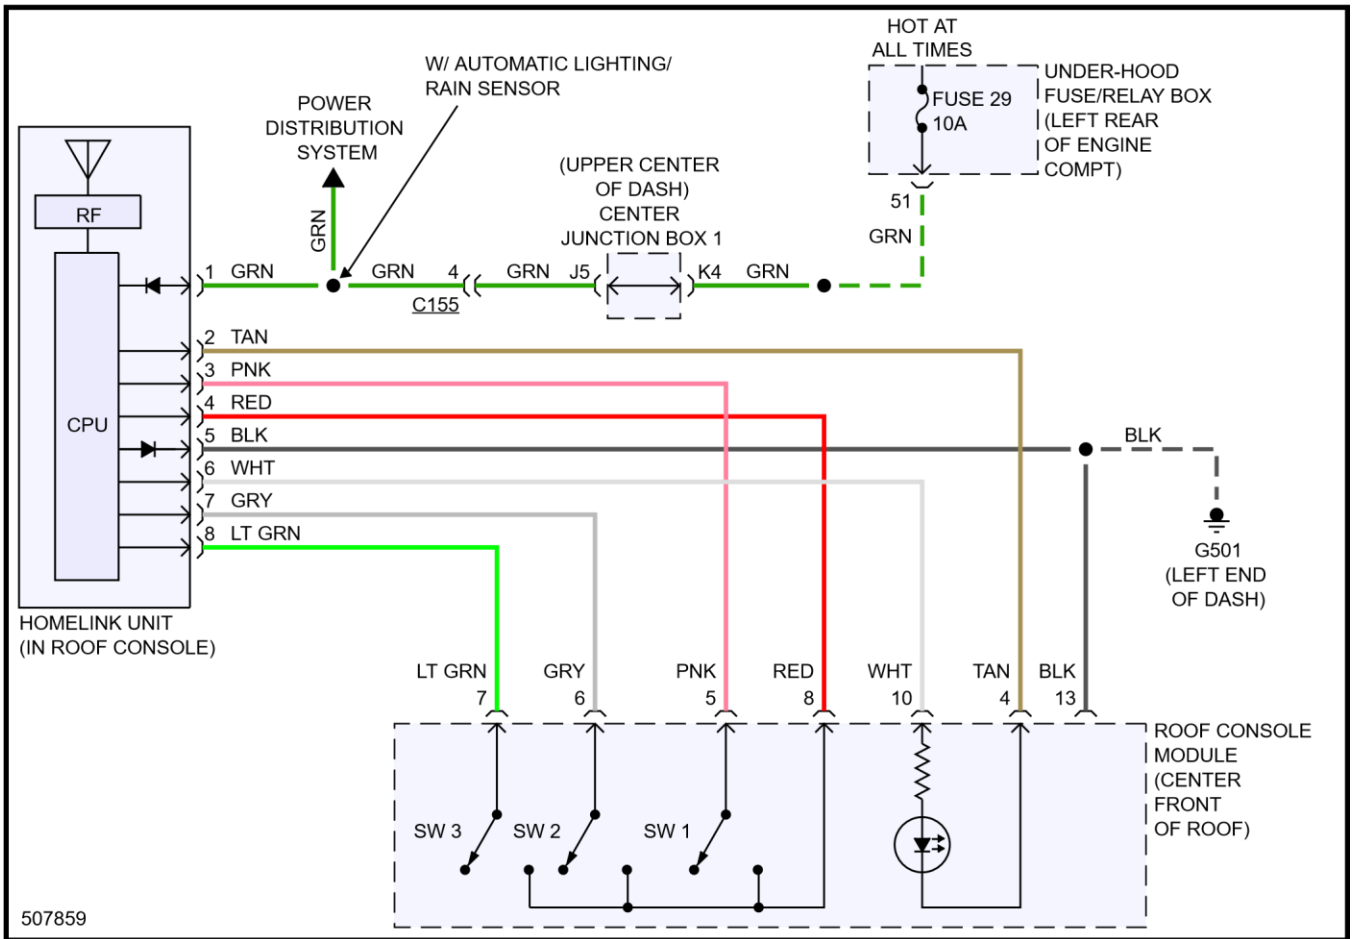 HOT AT
ALL TIMES
UNDER-HOOD
FUSE/RELAY BOX
(LEFT REAR
OF ENGINE
COMPT)
FUSE 29
10A
51
GRN
W/ AUTOMATIC LIGHTING/
RAIN SENSOR
POWER
DISTRIBUTION
SYSTEM
GRN
(UPPER CENTER
OF DASH)
CENTER
JUNCTION BOX 1
RF
CPU
1 GRN
GRN
4
C155
GRN
J5
K4
GRN
2 TAN
3 PNK
4 RED
5 BLK
6 WHT
7 GRY
8 LT GRN
BLK
G501
(LEFT END
OF DASH)
HOMELINK UNIT
(IN ROOF CONSOLE)
LT GRN
7
GRY
6
PNK
5
RED
8
WHT
10
TAN
4
BLK
13
ROOF CONSOLE
MODULE
(CENTER
FRONT
OF ROOF)
SW 3
SW 2
SW 1
507859